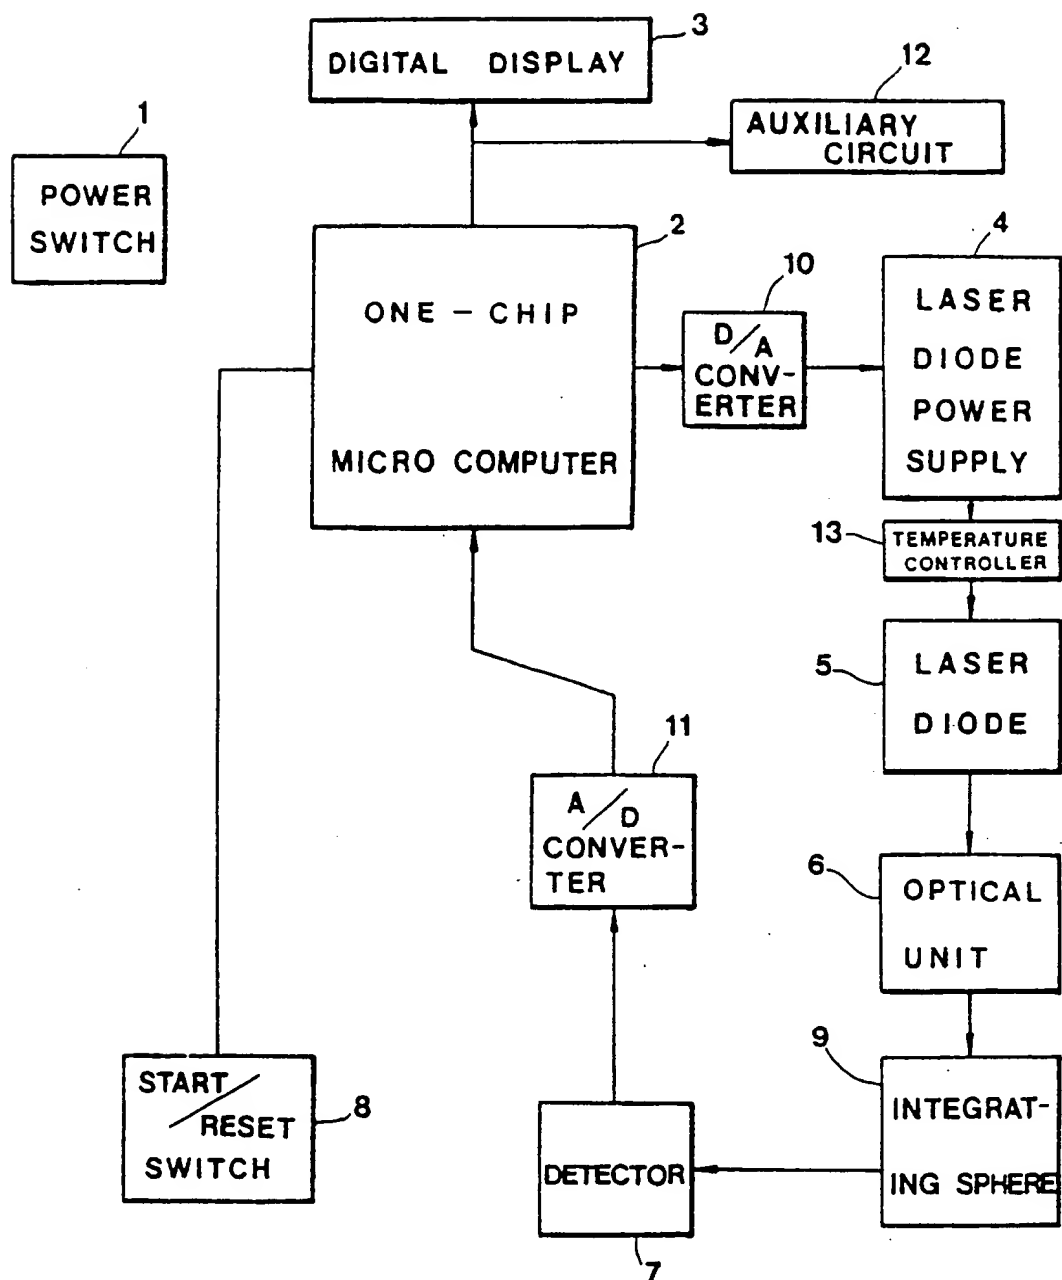 3
DIGITAL DISPLAY
12
AUXILIARY
CIRCUIT
1
POWER
SWITCH
2
ONE-CHIP
MICRO COMPUTER
10
D/A
CONV-
ERTER
4
LASER
DIODE
POWER
SUPPLY
13
TEMPERATURE
CONTROLLER
5
LASER
DIODE
11
A/D
CONVER-
TER
6
OPTICAL
UNIT
9
INTEGRAT-
ING SPHERE
START/
RESET
SWITCH
8
DETECTOR
7